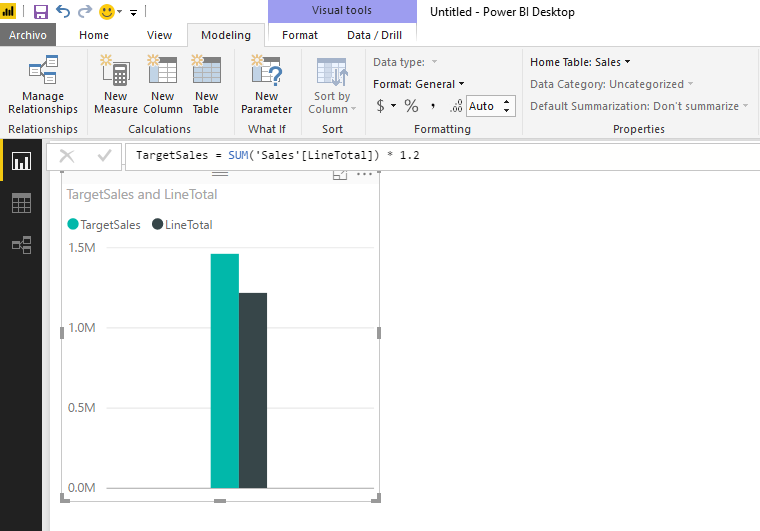 Visual tools
Untitled - Power BI Desktop
Archivo Home View Modeling Format Data / Drill
Manage Relationships
New Measure
New Column
New Table
New Parameter
Sort by Column
Data type:
Format: General
$ % , .00 Auto
Home Table: Sales
Data Category: Uncategorized
Default Summarization: Don't summarize
Relationships Calculations What If Sort Formatting Properties
TargetSales = SUM('Sales'[LineTotal]) * 1.2
TargetSales and LineTotal
TargetSales LineTotal
1.5M
1.0M
0.5M
0.0M